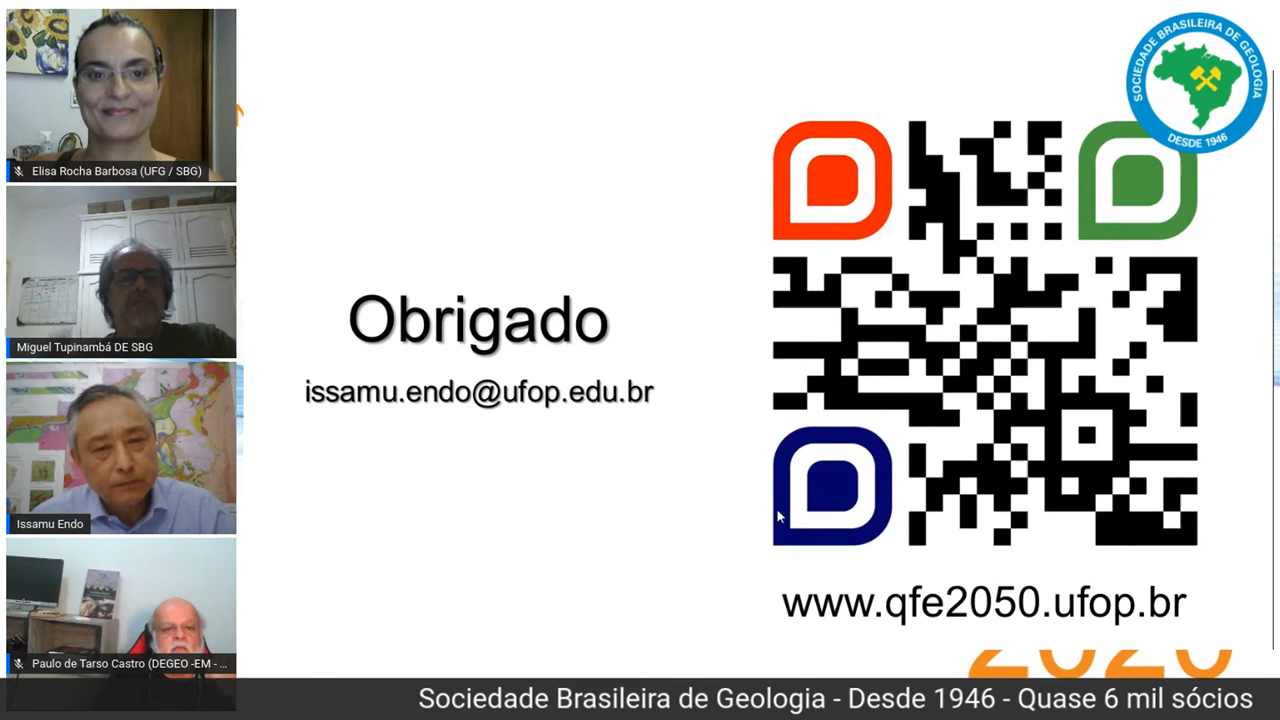 Elisa Rocha Barbosa (UFG / SBG)
Miguel Tupinambá DE SBG
Issamu Endo
Paulo de Tarso Castro (DEGEO -EM - ...
Obrigado
issamu.endo@ufop.edu.br
SOCIEDADE BRASILEIRA DE GEOLOGIA
DESDE 1946
www.qfe2050.ufop.br
2020
Sociedade Brasileira de Geologia - Desde 1946 - Quase 6 mil sócios